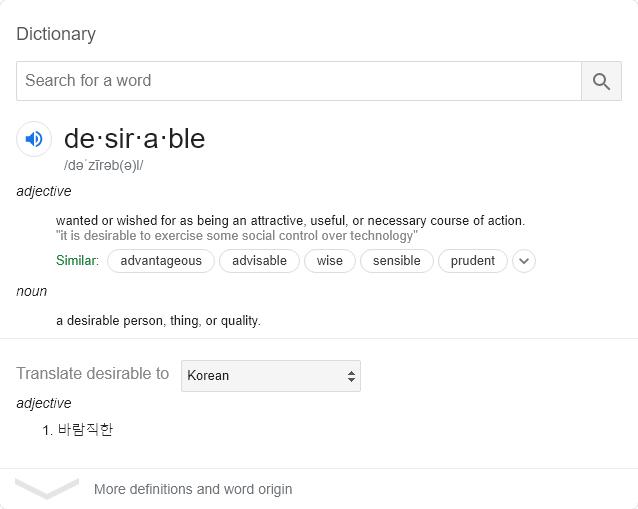 Dictionary
Search for a word
de·sir·a·ble
/dəˈzīrəb(ə)l/
adjective
wanted or wished for as being an attractive, useful, or necessary course of action.
"it is desirable to exercise some social control over technology"
Similar: advantageous advisable wise sensible prudent
noun
a desirable person, thing, or quality.
Translate desirable to Korean
adjective
1. 바람직한
More definitions and word origin